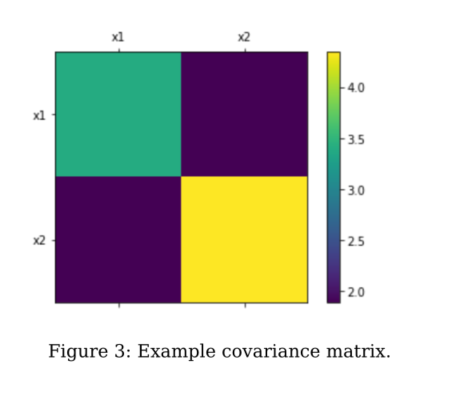 x1 x2
4.0
x1
3.5
3.0
x2
2.5
2.0
Figure 3: Example covariance matrix.